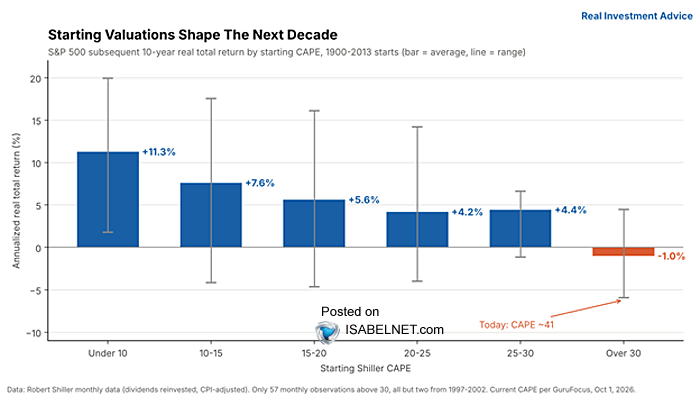 Real Investment Advice
Starting Valuations Shape The Next Decade
S&P 500 subsequent 10-year real total return by starting CAPE, 1900-2013 starts (bar = average, line = range)
Annualized real total return (%)
20
15
10
5
0
−5
−10
+11.3%
+7.6%
+5.6%
+4.2%
+4.4%
-1.0%
Today: CAPE ~41
Posted on
ISABELNET.com
Under 10
10-15
15-20
20-25
25-30
Over 30
Starting Shiller CAPE
Data: Robert Shiller monthly data (dividends reinvested, CPI-adjusted). Only 57 monthly observations above 30, all but two from 1997-2002. Current CAPE per GuruFocus, Oct 1, 2026.